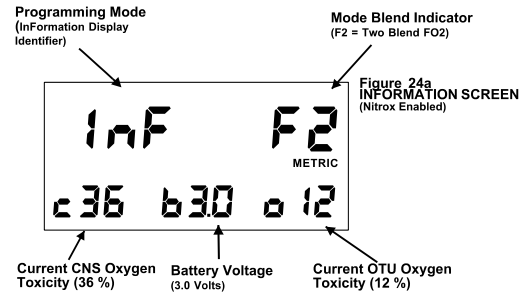 Programming Mode
(InFormation Display
Identifier)
Mode Blend Indicator
(F2 = Two Blend FO2)
Figure 24a
INFORMATION SCREEN
(Nitrox Enabled)
InF F2
METRIC
c36 b3.0 o12
Current CNS Oxygen
Toxicity (36 %)
Battery Voltage
(3.0 Volts)
Current OTU Oxygen
Toxicity (12 %)